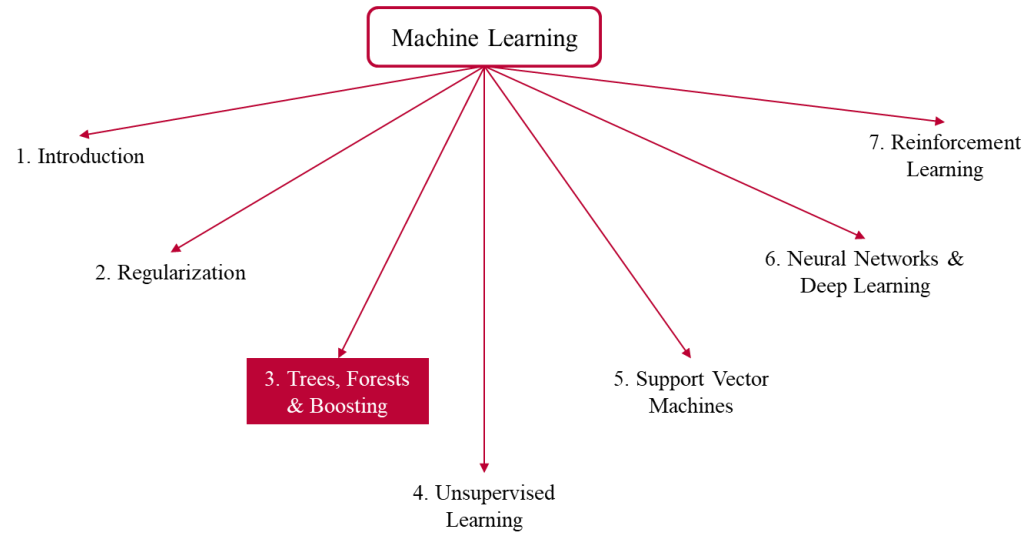 Machine Learning
1. Introduction
2. Regularization
3. Trees, Forests
& Boosting
4. Unsupervised
Learning
5. Support Vector
Machines
6. Neural Networks &
Deep Learning
7. Reinforcement
Learning